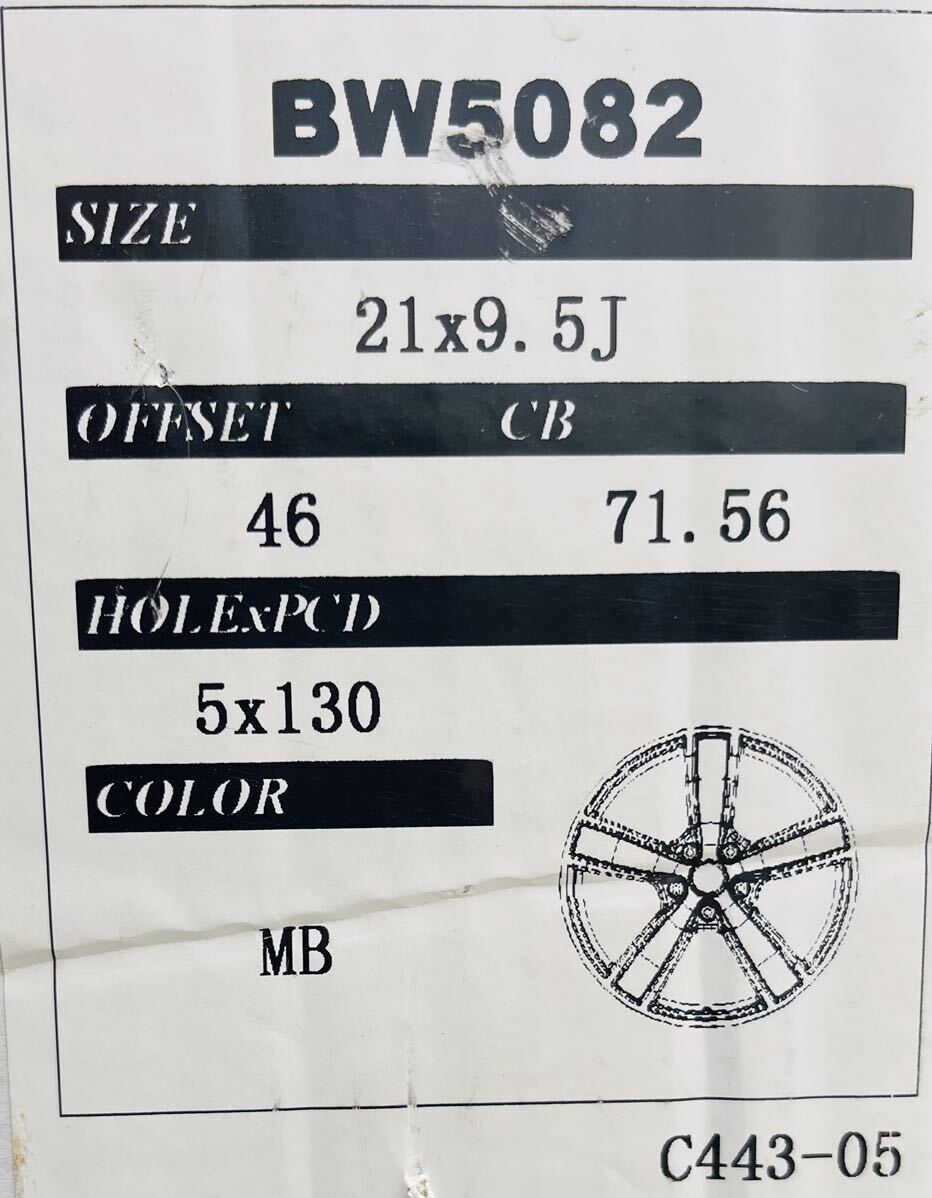 BW5082
SIZE
21x9.5J
OFFSET CB
46 71.56
HOLExPCD
5x130
COLOR
MB
C443-05